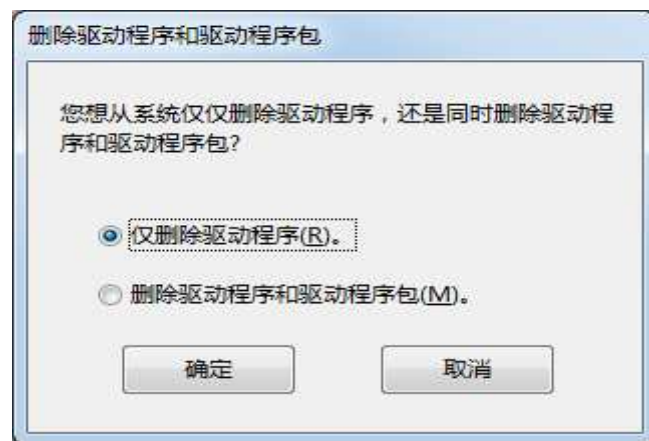 删除驱动程序和驱动程序包
您想从系统仅仅删除驱动程序，还是同时删除驱动程
序和驱动程序包?
仅删除驱动程序(R)。
删除驱动程序和驱动程序包(M)。
确定 取消